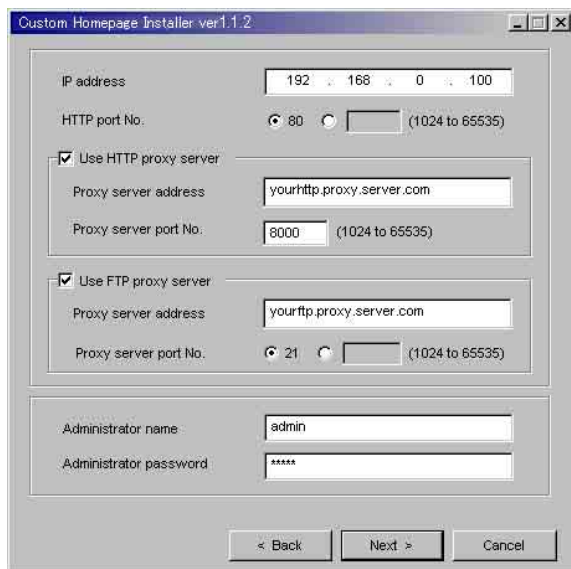 Custom Homepage Installer ver1.1.2
IP address 192 . 168 . 0 . 100
HTTP port No. 80 (1024 to 65535)
Use HTTP proxy server
Proxy server address yourhttp.proxy.server.com
Proxy server port No. 8000 (1024 to 65535)
Use FTP proxy server
Proxy server address yourftp.proxy.server.com
Proxy server port No. 21 (1024 to 65535)
Administrator name admin
Administrator password *****
< Back Next > Cancel